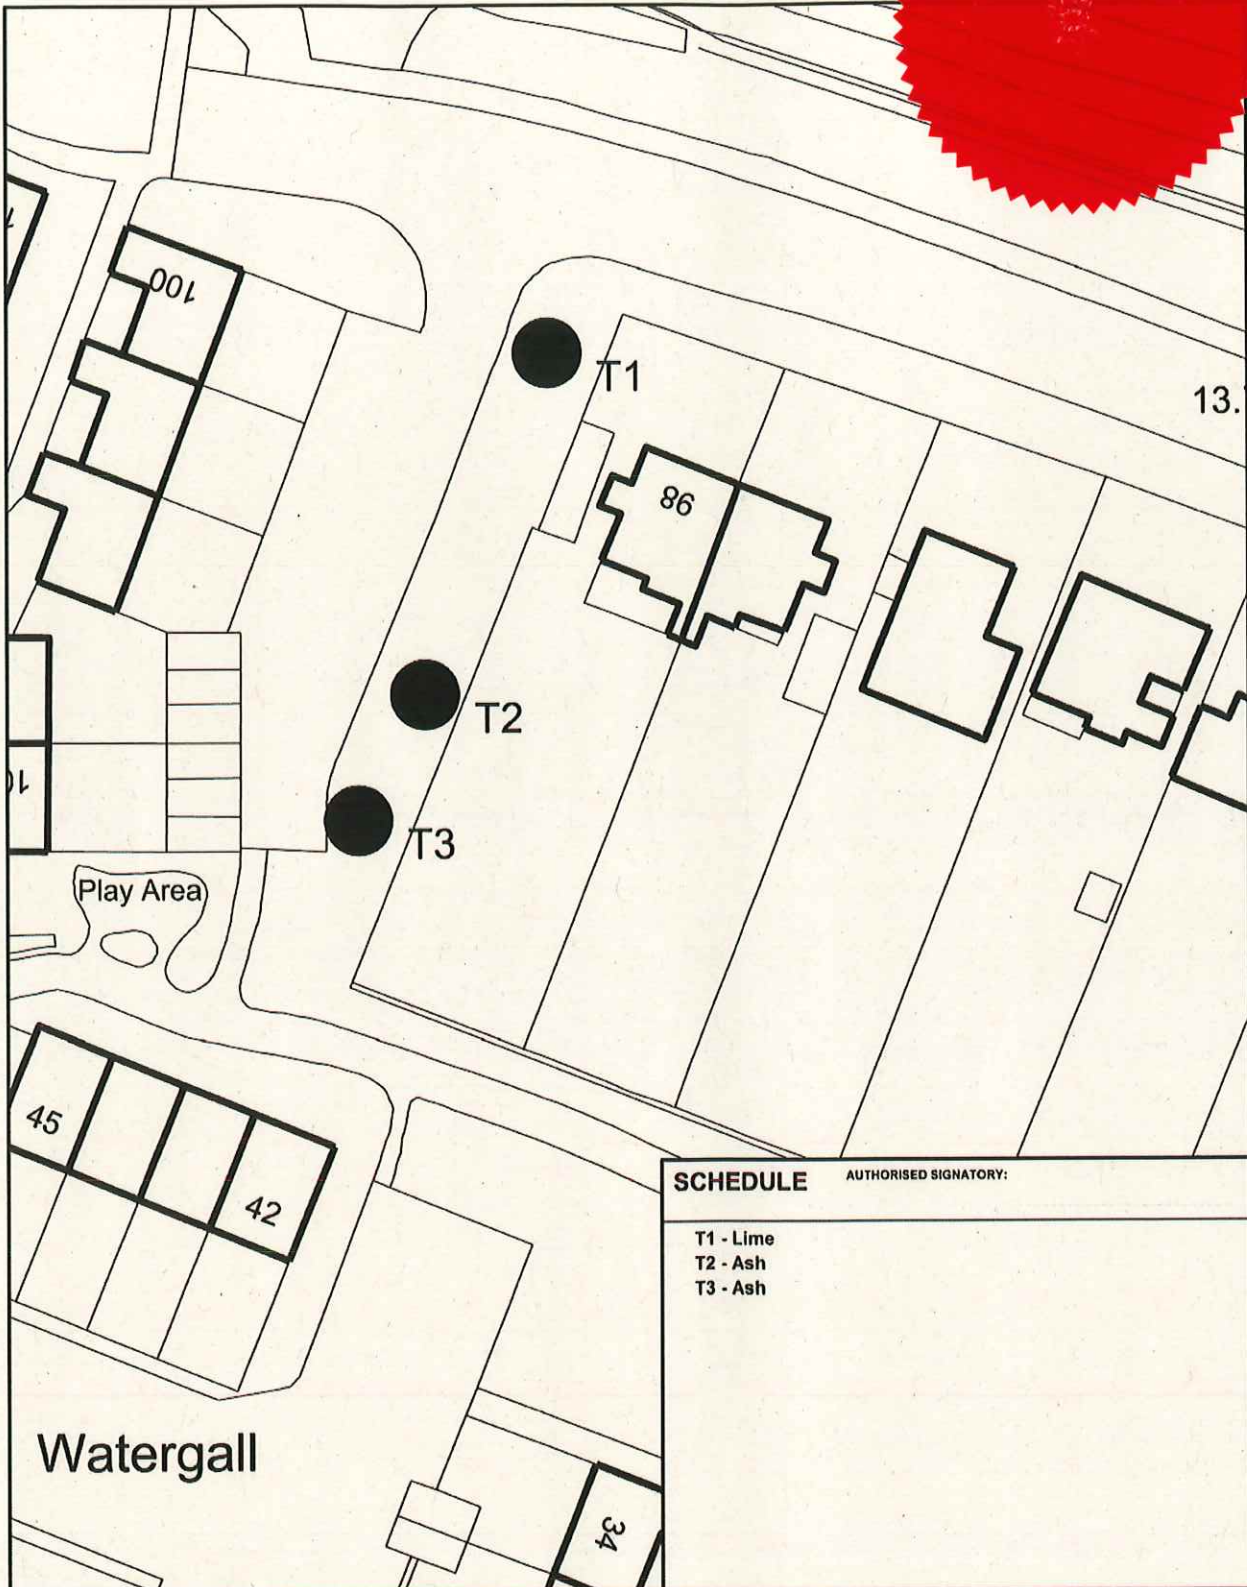 100
T1
13.
98
T2
T3
Play Area
45
42
SCHEDULE AUTHORISED SIGNATORY:
T1 - Lime
T2 - Ash
T3 - Ash
Watergall
34